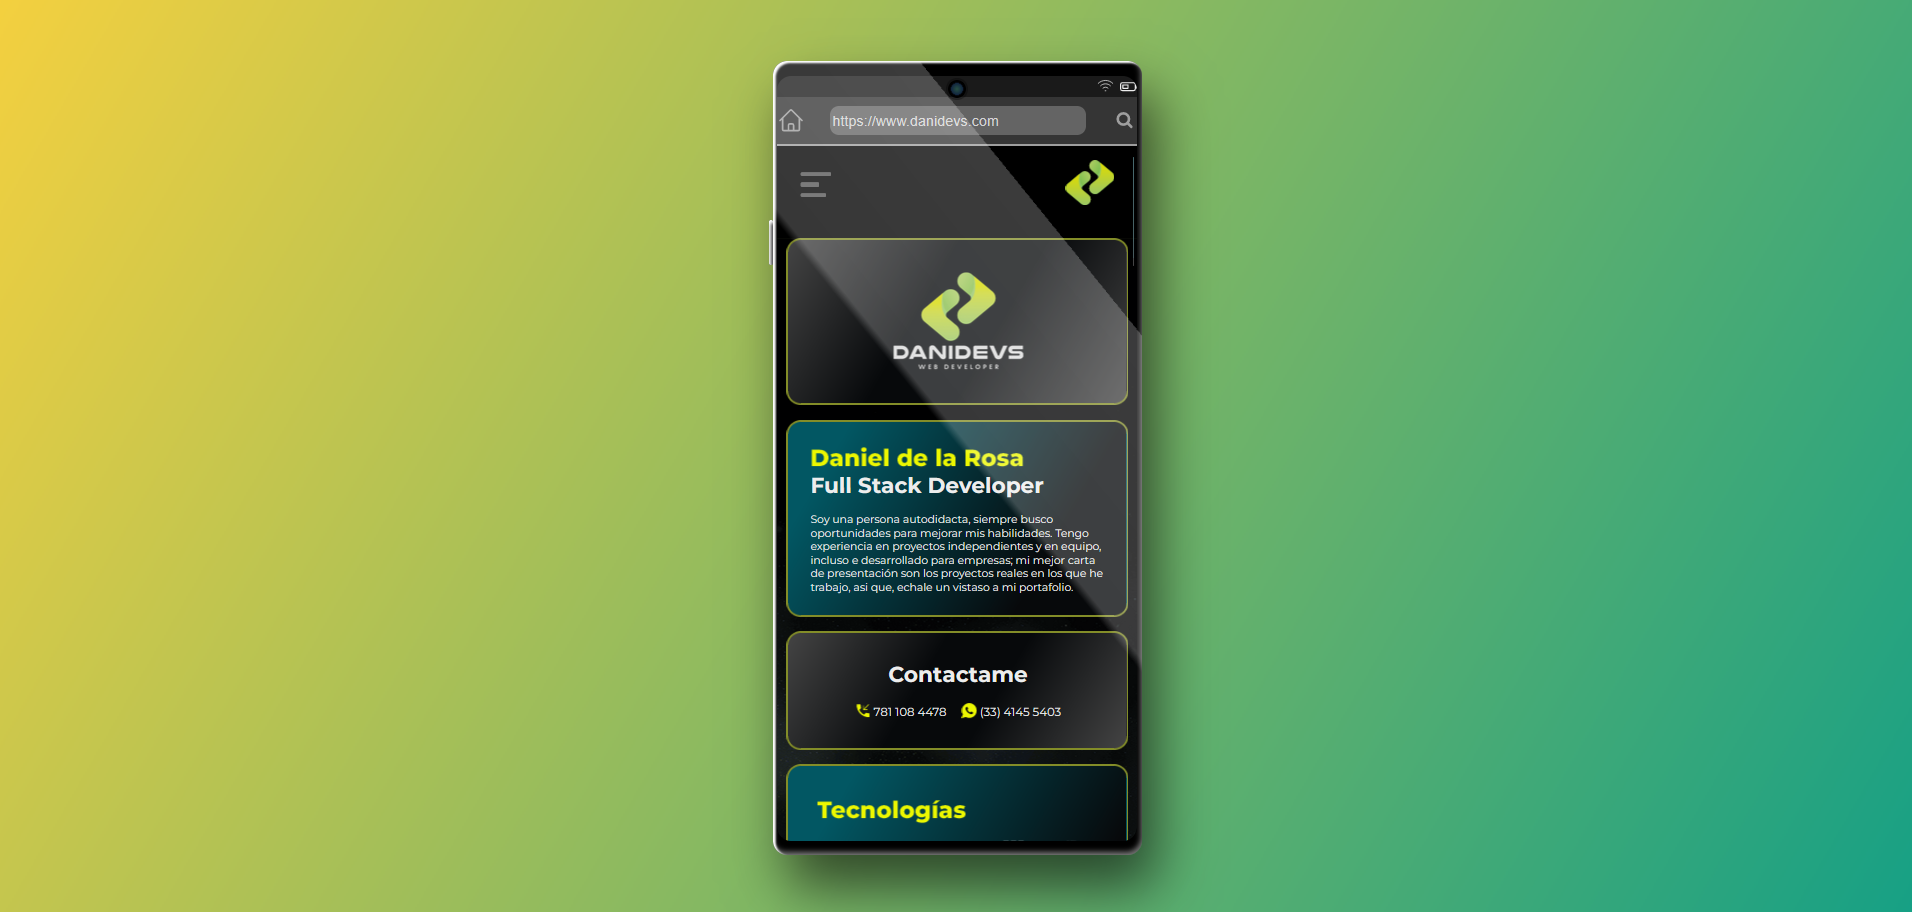 https://www.danidevs.com
DANIDEVS
WEB DEVELOPER
Daniel de la Rosa
Full Stack Developer
Soy una persona autodidacta, siempre busco
oportunidades para mejorar mis habilidades. Tengo
experiencia en proyectos independientes y en equipo,
incluso e desarrollado para empresas; mi mejor carta
de presentación son los proyectos reales en los que he
trabajo, asi que, echale un vistaso a mi portafolio.
Contactame
781 108 4478 (33) 4145 5403
Tecnologías